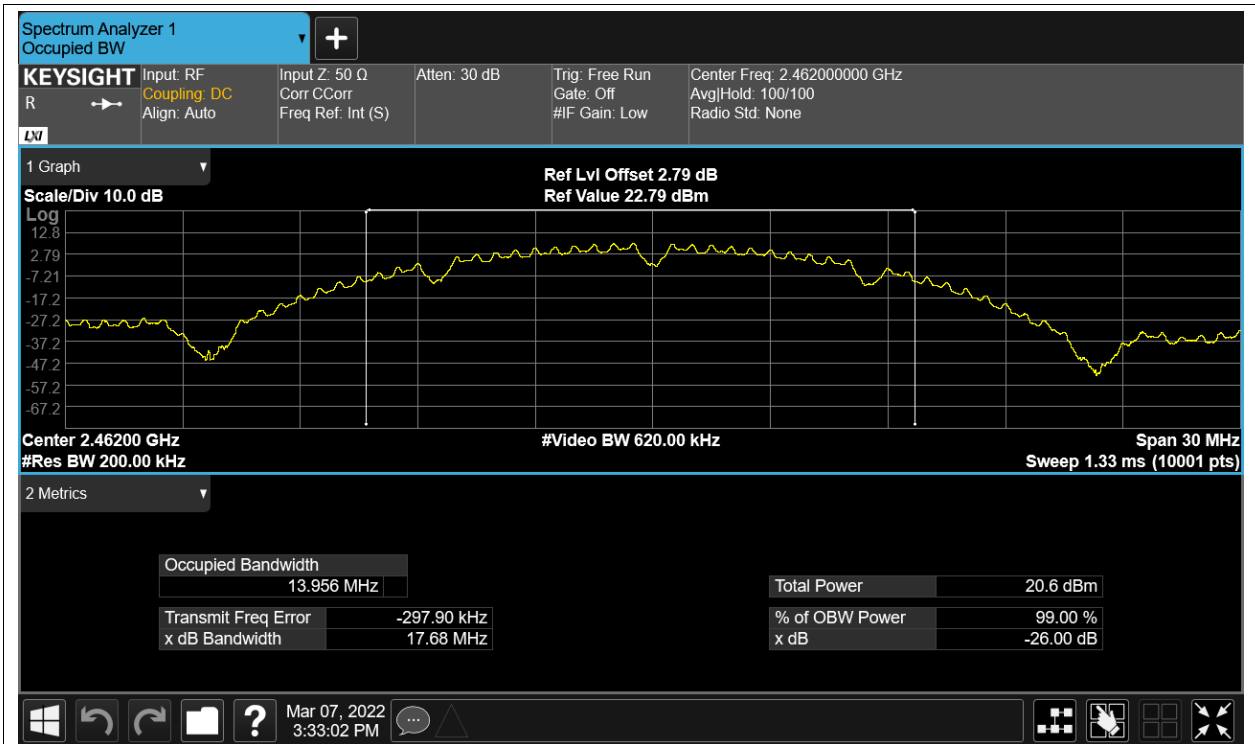 Spectrum Analyzer 1
Occupied BW
KEYSIGHT
R
LXI
Input: RF
Coupling: DC
Align: Auto
Input Z: 50 Ω
Corr CCorr
Freq Ref: Int (S)
Atten: 30 dB
Trig: Free Run
Gate: Off
#IF Gain: Low
Center Freq: 2.462000000 GHz
Avg|Hold: 100/100
Radio Std: None
1 Graph
Scale/Div 10.0 dB
Ref Lvl Offset 2.79 dB
Ref Value 22.79 dBm
Log
12.8
2.79
-7.21
-17.2
-27.2
-37.2
-47.2
-57.2
-67.2
Center 2.46200 GHz
#Video BW 620.00 kHz
Span 30 MHz
#Res BW 200.00 kHz
Sweep 1.33 ms (10001 pts)
2 Metrics
Occupied Bandwidth
13.956 MHz
Total Power 20.6 dBm
Transmit Freq Error -297.90 kHz
% of OBW Power 99.00 %
x dB Bandwidth 17.68 MHz
x dB -26.00 dB
?
Mar 07, 2022
3:33:02 PM